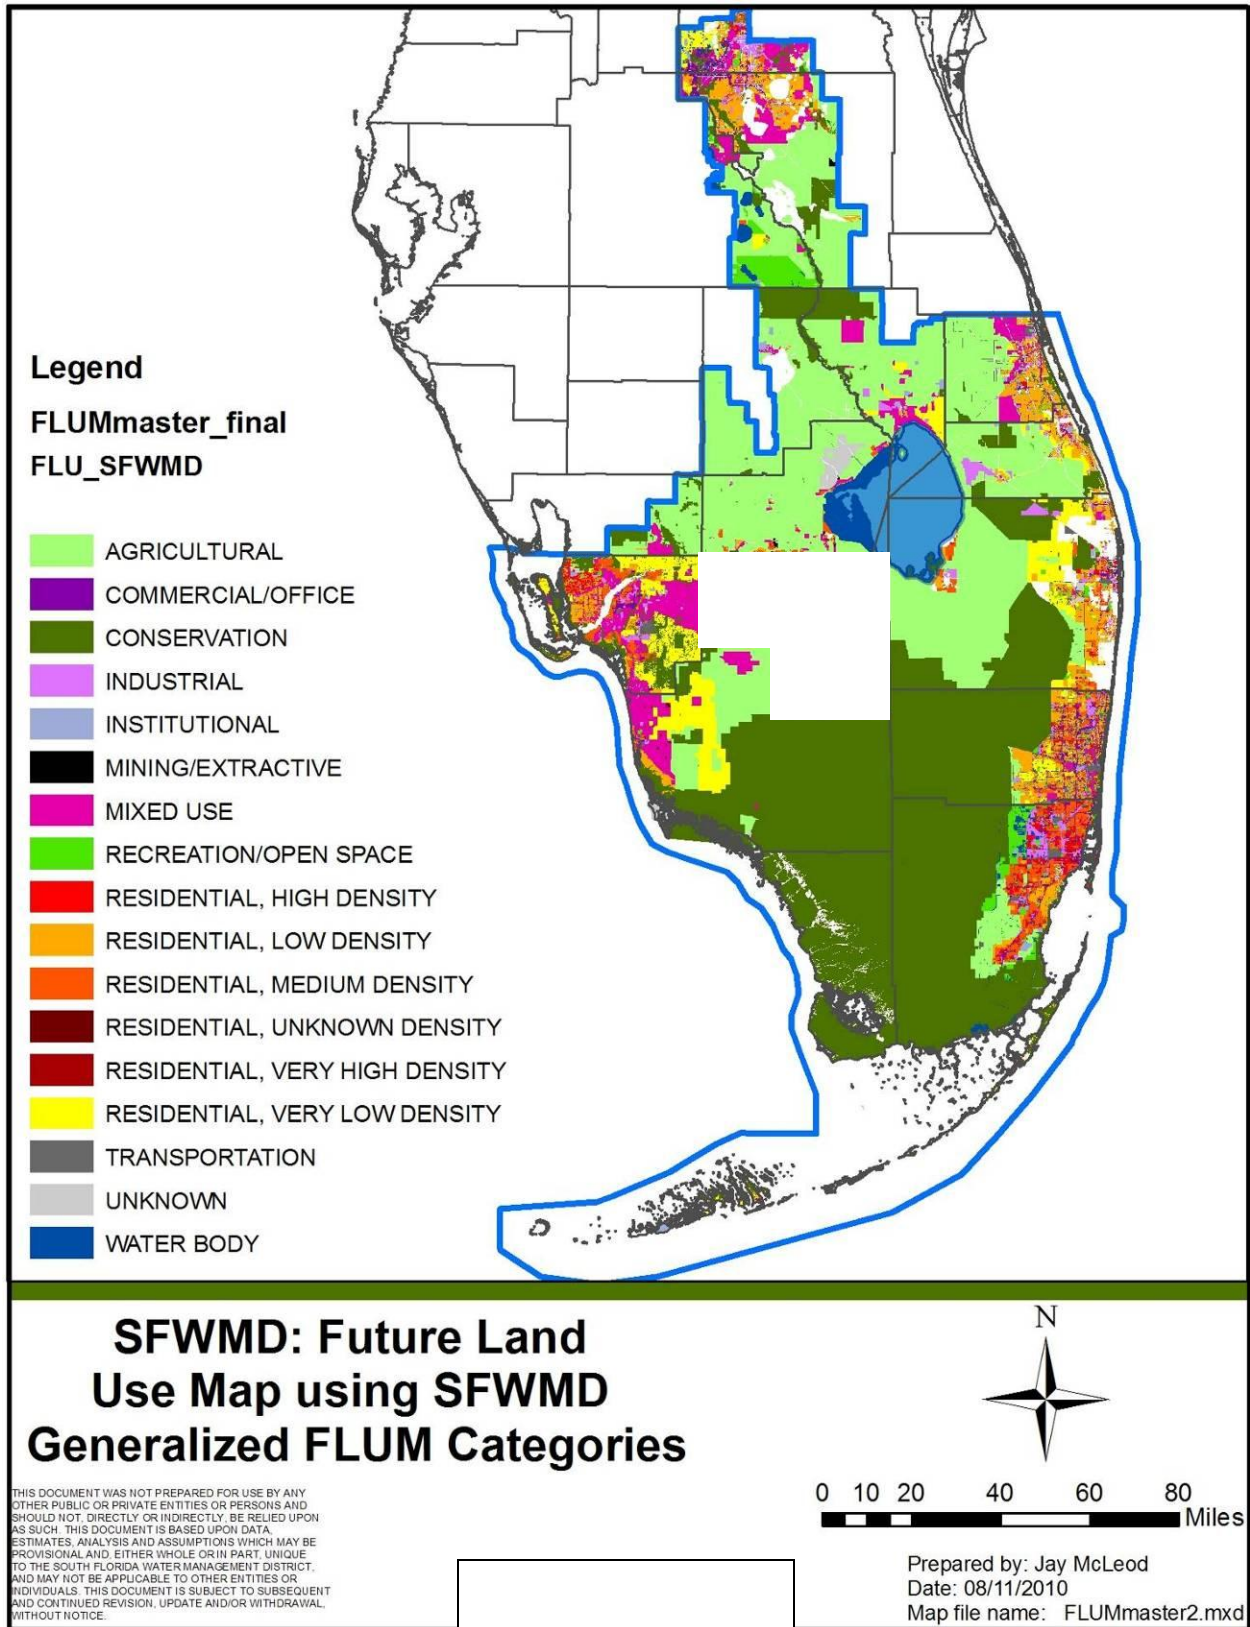 Legend
FLUMmaster_final
FLU_SFWMD
AGRICULTURAL
COMMERCIAL/OFFICE
CONSERVATION
INDUSTRIAL
INSTITUTIONAL
MINING/EXTRACTIVE
MIXED USE
RECREATION/OPEN SPACE
RESIDENTIAL, HIGH DENSITY
RESIDENTIAL, LOW DENSITY
RESIDENTIAL, MEDIUM DENSITY
RESIDENTIAL, UNKNOWN DENSITY
RESIDENTIAL, VERY HIGH DENSITY
RESIDENTIAL, VERY LOW DENSITY
TRANSPORTATION
UNKNOWN
WATER BODY
SFWMD: Future Land
Use Map using SFWMD
Generalized FLUM Categories
THIS DOCUMENT WAS NOT PREPARED FOR USE BY ANY
OTHER PUBLIC OR PRIVATE ENTITIES OR PERSONS AND
SHOULD NOT, DIRECTLY OR INDIRECTLY, BE RELIED UPON
AS SUCH. THIS DOCUMENT IS BASED UPON DATA,
ESTIMATES, ANALYSIS AND ASSUMPTIONS WHICH MAY BE
PROVISIONAL AND, EITHER WHOLE OR IN PART, UNIQUE
TO THE SOUTH FLORIDA WATER MANAGEMENT DISTRICT,
AND MAY NOT BE APPLICABLE TO OTHER ENTITIES OR
INDIVIDUALS. THIS DOCUMENT IS SUBJECT TO SUBSEQUENT
AND CONTINUED REVISION, UPDATE AND/OR WITHDRAWAL,
WITHOUT NOTICE.
N
0 10 20 40 60 80
Miles
Prepared by: Jay McLeod
Date: 08/11/2010
Map file name: FLUMmaster2.mxd